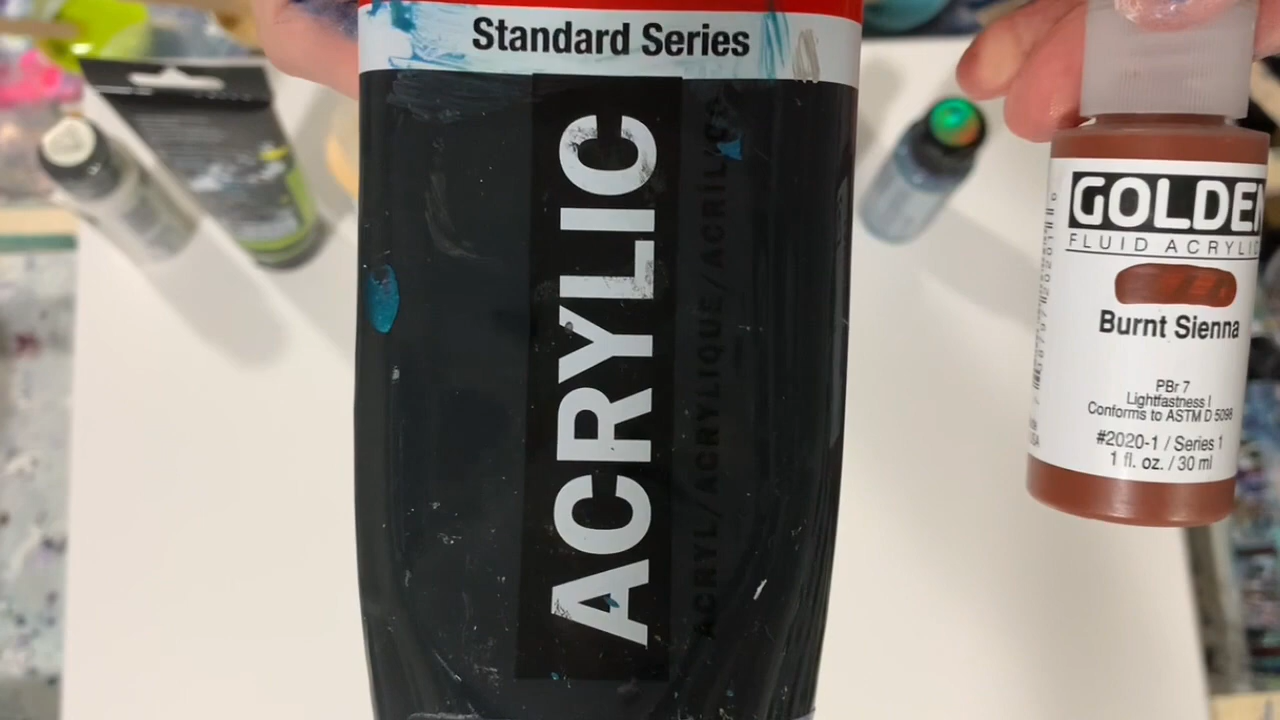 Standard Series
ACRYLIC
ACRYL/ACRYLIQUE/ACRÍLICO
GOLDEN
FLUID ACRYLIC
Burnt Sienna
PBr 7
Lightfastness I
Conforms to ASTM D 5098
#2020-1 / Series 1
1 fl. oz. / 30 ml